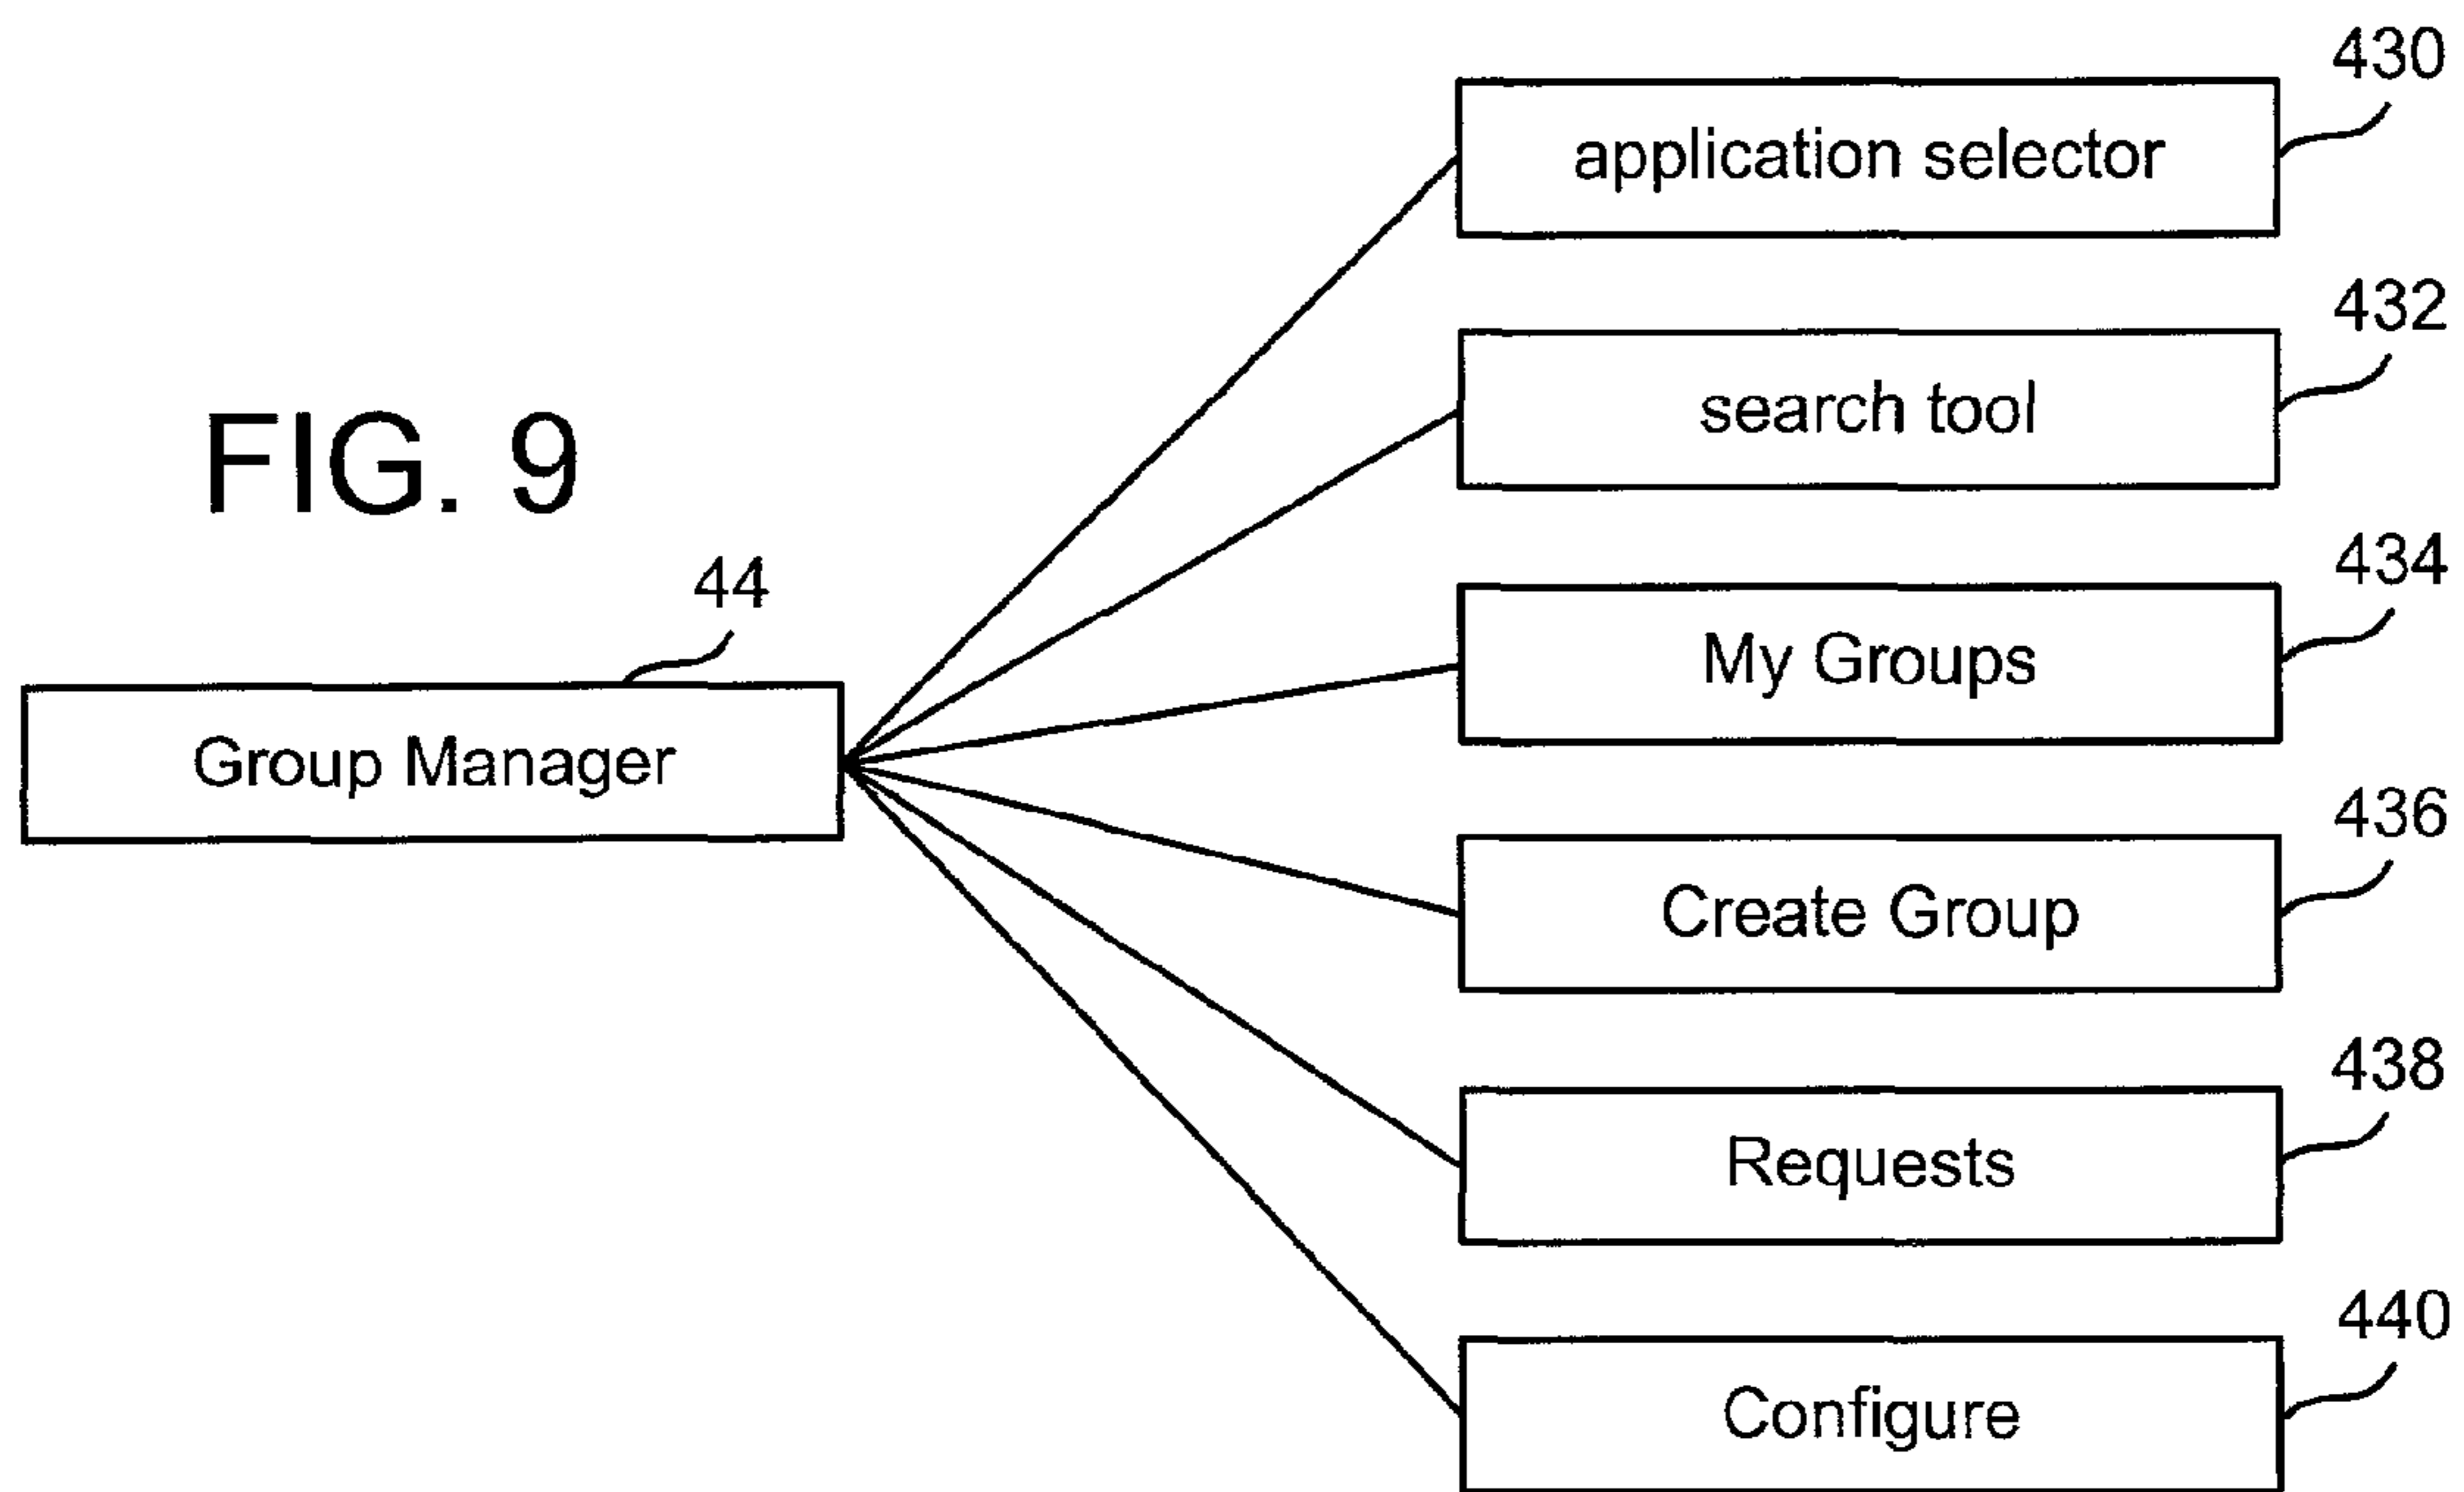 430
application selector
432
search tool
FIG. 9
434
My Groups
44
Group Manager
436
Create Group
438
Requests
440
Configure